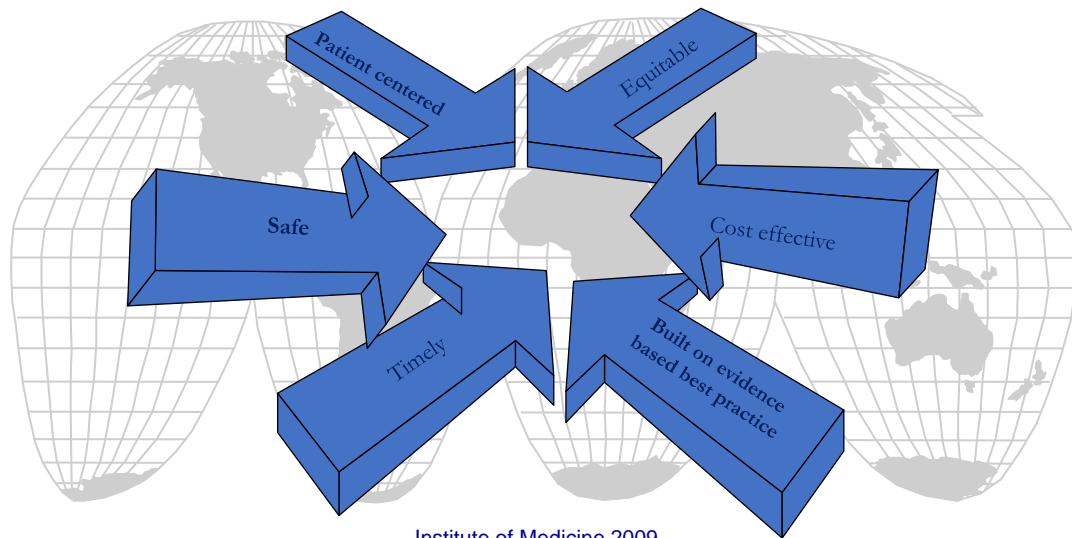 Patient centered
Equitable
Safe
Cost effective
Timely
Built on evidence
based best practice
Institute of Medicine 2009